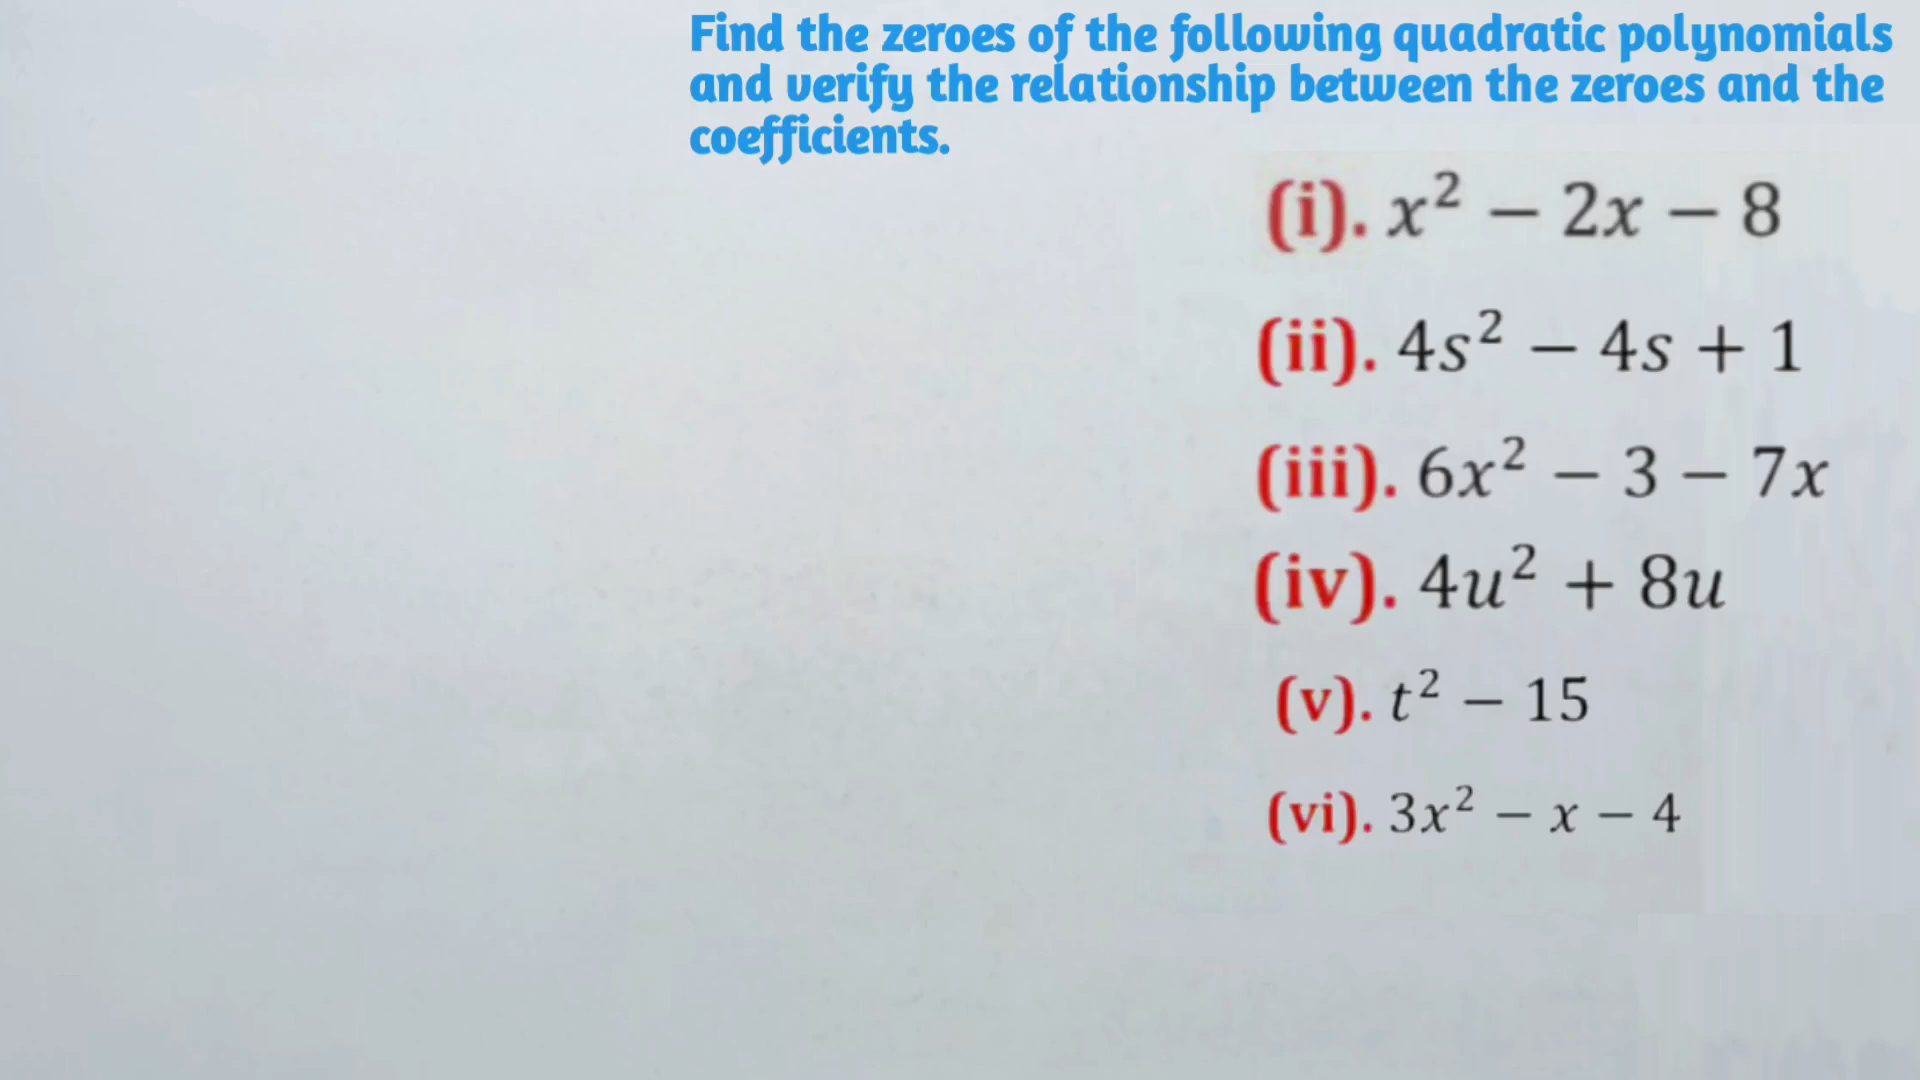 Find the zeroes of the following quadratic polynomials
and verify the relationship between the zeroes and the
coefficients.
(i). x² − 2x − 8
(ii). 4s² − 4s + 1
(iii). 6x² − 3 − 7x
(iv). 4u² + 8u
(v). t² − 15
(vi). 3x² − x − 4